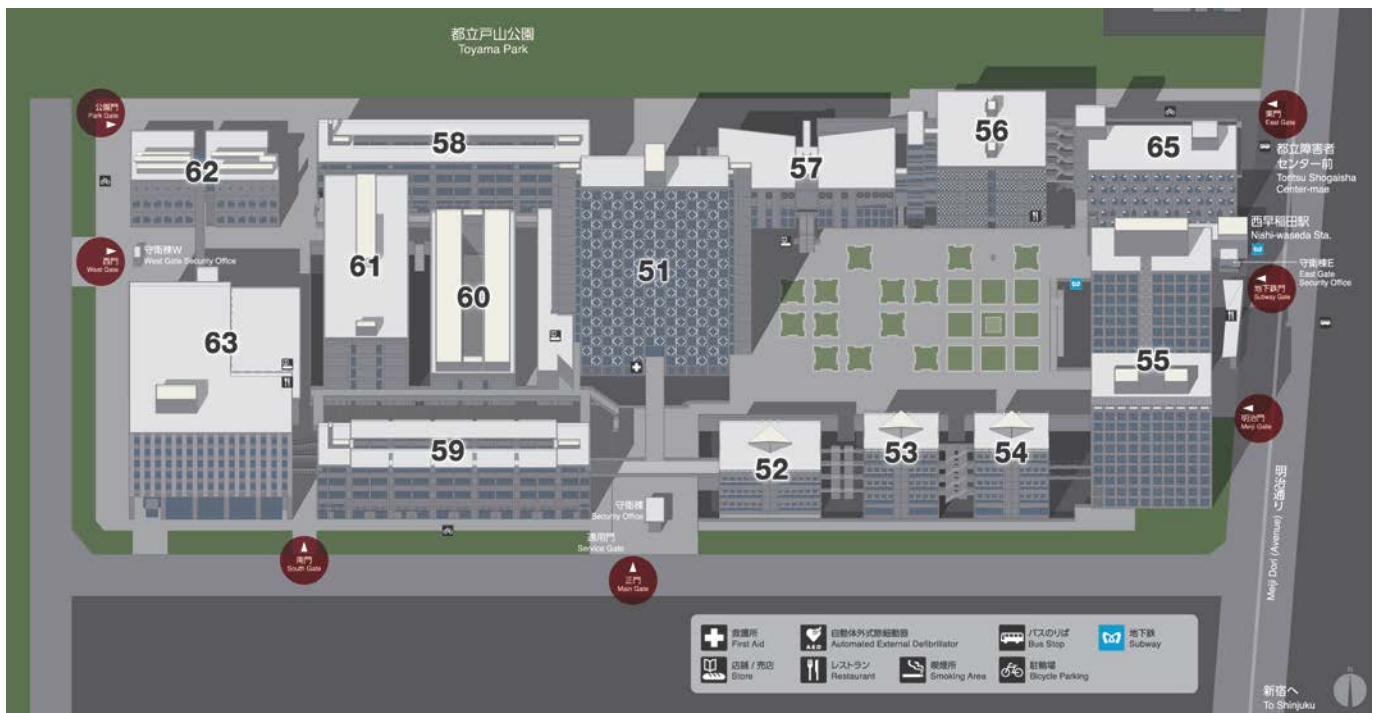 都立戸山公園
Toyama Park
公園門
Park Gate
東門
East Gate
都立障害者
センター前
Toritsu Shogaisha
Center-mae
西早稲田駅
Nishi-waseda Sta.
守衛棟E
East Gate
Security Office
地下鉄門
Subway Gate
守衛棟W
West Gate Security Office
西門
West Gate
62
58
57
56
65
61
60
51
63
55
59
52
53
54
明治門
Meiji Gate
明治通り
Meiji Dori (Avenue)
守衛棟
Security Office
通用門
Service Gate
南門
South Gate
正門
Main Gate
救護所
First Aid
AED
自動体外式除細動器
Automated External Defibrillator
バスのりば
Bus Stop
地下鉄
Subway
店舗 / 売店
Store
レストラン
Restaurant
喫煙所
Smoking Area
駐輪場
Bicycle Parking
新宿へ
To Shinjuku
N